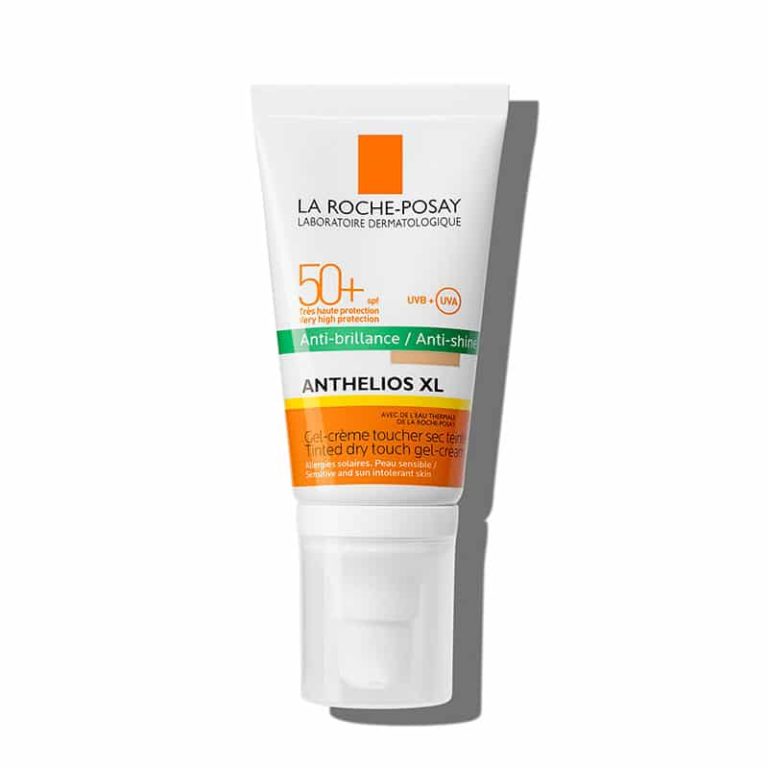 LA ROCHE-POSAY
LABORATOIRE DERMATOLOGIQUE
50+ spf
UVB + UVA
Très haute protection
Very high protection
Anti-brillance / Anti-shine
ANTHELIOS XL
AVEC DE L'EAU THERMALE
DE LA ROCHE-POSAY
Gel-crème toucher sec teinté
Tinted dry touch gel-cream
Allergies solaires. Peau sensible /
Sensitive and sun intolerant skin